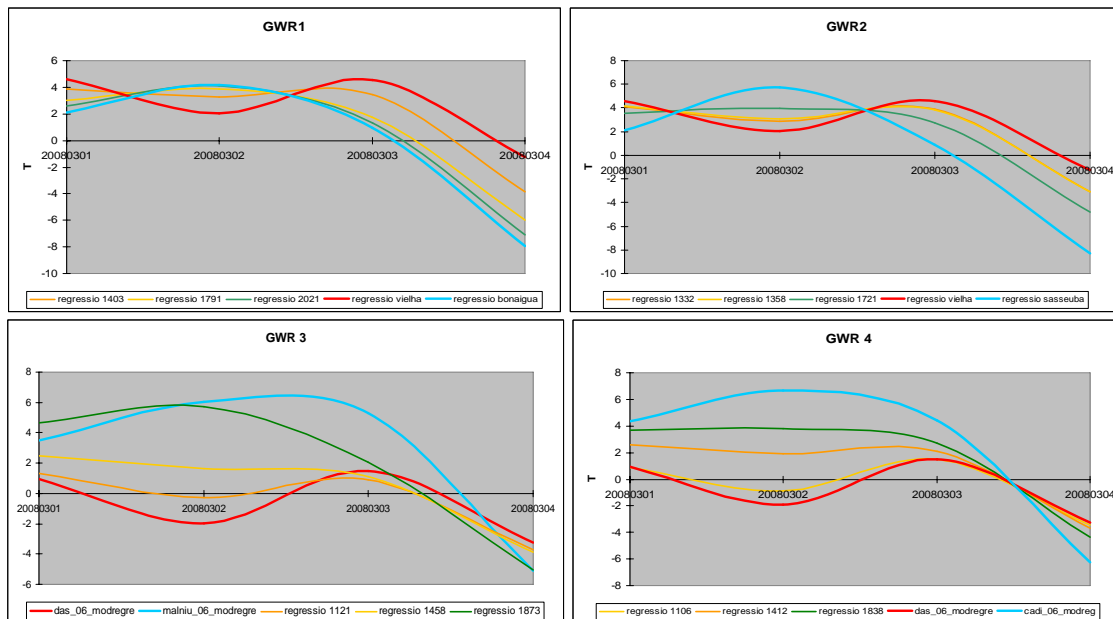 GWR1
6
4
2
0
-2
-4
-6
-8
-10
T
20080301 20080302 20080303 20080304
regressio 1403 regressio 1791 regressio 2021 regressio vielha regressio bonaigua
GWR2
8
6
4
2
0
-2
-4
-6
-8
-10
T
20080301 20080302 20080303 20080304
regressio 1332 regressio 1358 regressio 1721 regressio vielha regressio sasseuba
GWR 3
8
6
4
2
0
-2
-4
-6
20080301 20080302 20080303 20080304
das_06_modregre malniu_06_modregre regressio 1121 regressio 1458 regressio 1873
GWR 4
8
6
4
2
0
-2
-4
-6
-8
T
20080301 20080302 20080303 20080304
regressio 1106 regressio 1412 regressio 1838 das_06_modregre cadi_06_modreg